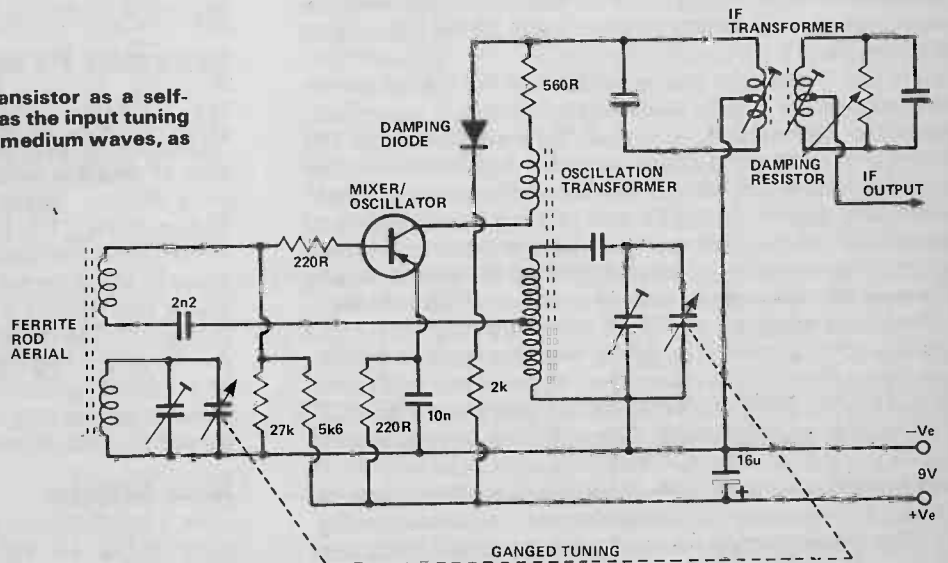 ransistor as a self-
as the input tuning
medium waves, as
IF
TRANSFORMER
560R
DAMPING
DIODE
OSCILLATION
TRANSFORMER
DAMPING
RESISTOR
IF
OUTPUT
MIXER/
OSCILLATOR
220R
2n2
FERRITE
ROD
AERIAL
27k
5k6
220R
10n
2k
16u
+
-Ve
9V
+Ve
GANGED TUNING